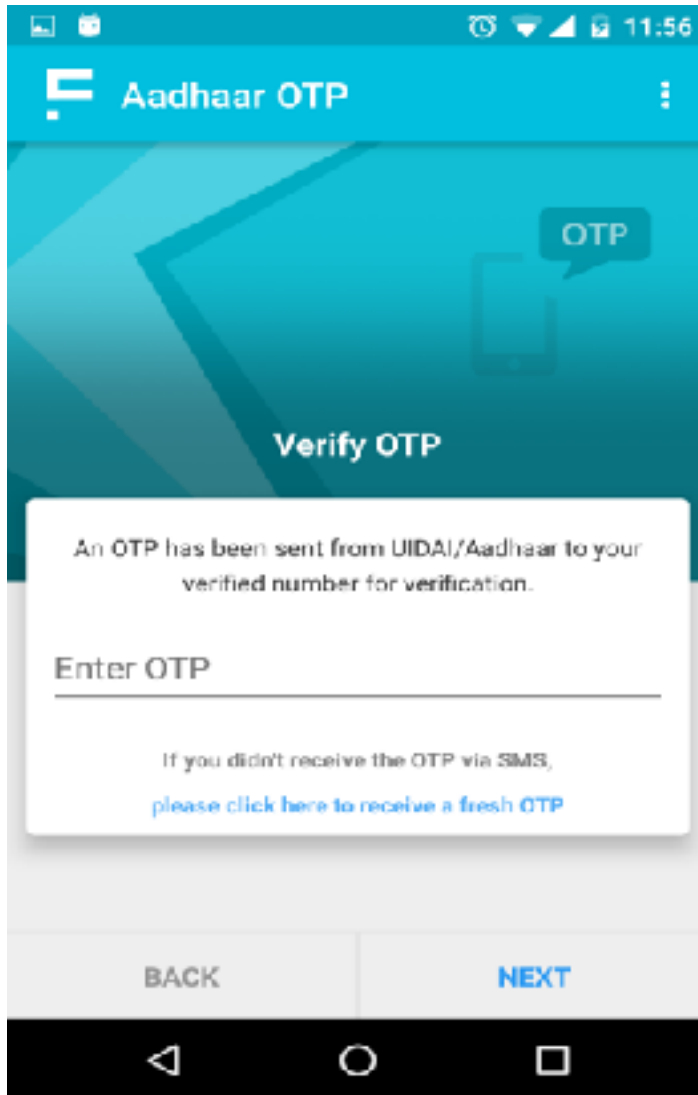 11:56
Aadhaar OTP
OTP
Verify OTP
An OTP has been sent from UIDAI/Aadhaar to your
verified number for verification.
Enter OTP
If you didn't receive the OTP via SMS,
please click here to receive a fresh OTP
BACK
NEXT